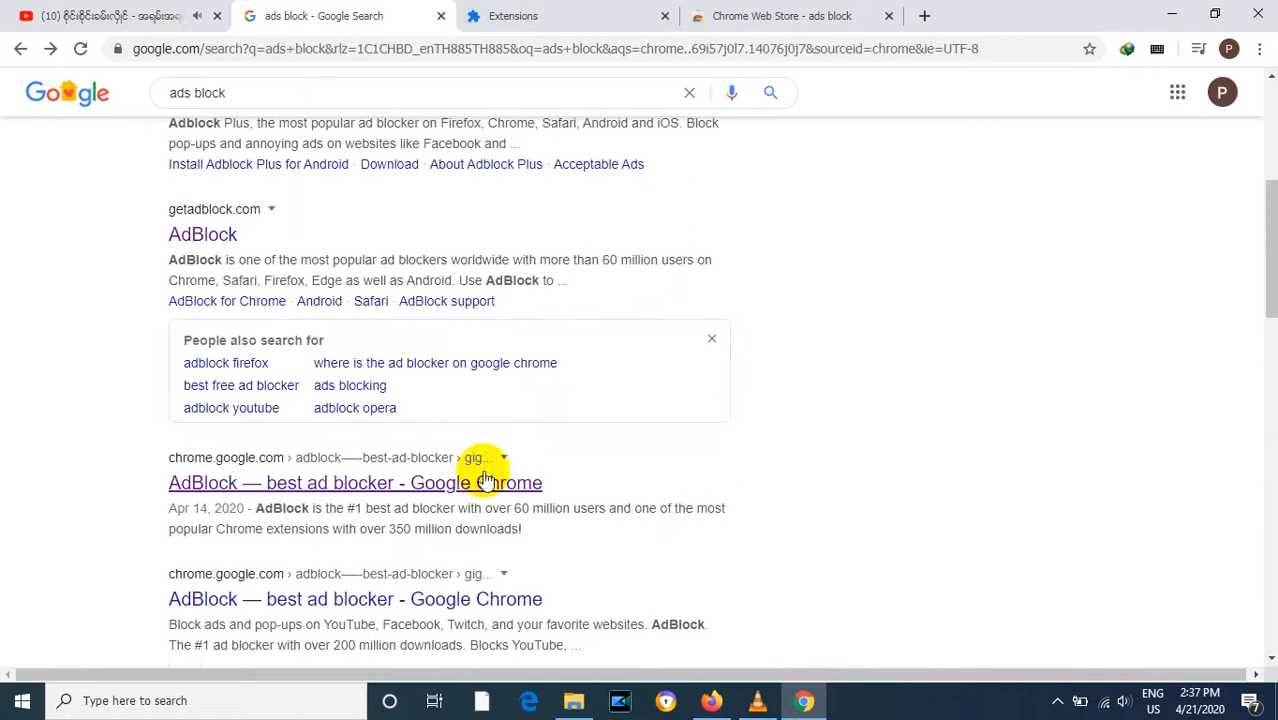 (10) စိုင်းစိုင်းခမ်းလှိုင် - အရမ်းအရ
ads block - Google Search
Extensions
Chrome Web Store - ads block
google.com/search?q=ads+block&rlz=1C1CHBD_enTH885TH885&oq=ads+block&aqs=chrome..69i57j0l7.14076j0j7&sourceid=chrome&ie=UTF-8
P
Google
ads block
P
Adblock Plus, the most popular ad blocker on Firefox, Chrome, Safari, Android and iOS. Block
pop-ups and annoying ads on websites like Facebook and ...
Install Adblock Plus for Android · Download · About Adblock Plus · Acceptable Ads
getadblock.com
AdBlock
AdBlock is one of the most popular ad blockers worldwide with more than 60 million users on
Chrome, Safari, Firefox, Edge as well as Android. Use AdBlock to ...
AdBlock for Chrome · Android · Safari · AdBlock support
People also search for
adblock firefox where is the ad blocker on google chrome
best free ad blocker ads blocking
adblock youtube adblock opera
chrome.google.com › adblock-–-best-ad-blocker › gig...
AdBlock — best ad blocker - Google Chrome
Apr 14, 2020 - AdBlock is the #1 best ad blocker with over 60 million users and one of the most
popular Chrome extensions with over 350 million downloads!
chrome.google.com › adblock-–-best-ad-blocker › gig...
AdBlock — best ad blocker - Google Chrome
Block ads and pop-ups on YouTube, Facebook, Twitch, and your favorite websites. AdBlock.
The #1 ad blocker with over 200 million downloads. Blocks YouTube, ...
Type here to search
ENG
US
2:37 PM
4/21/2020
7